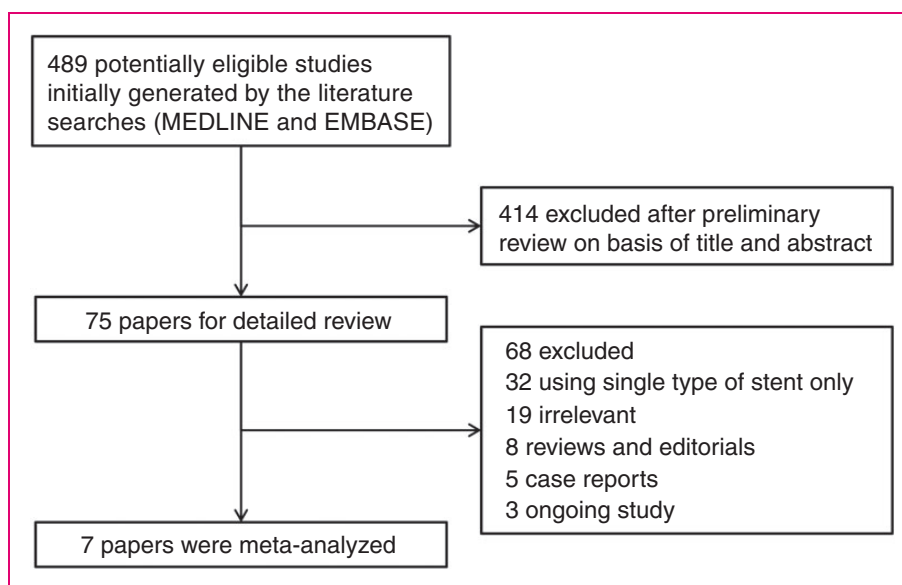 489 potentially eligible studies
initially generated by the literature
searches (MEDLINE and EMBASE)
414 excluded after preliminary
review on basis of title and abstract
75 papers for detailed review
68 excluded
32 using single type of stent only
19 irrelevant
8 reviews and editorials
5 case reports
3 ongoing study
7 papers were meta-analyzed